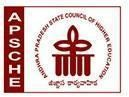 APSCHE
ANDHRA PRADESH STATE COUNCIL OF HIGHER EDUCATION